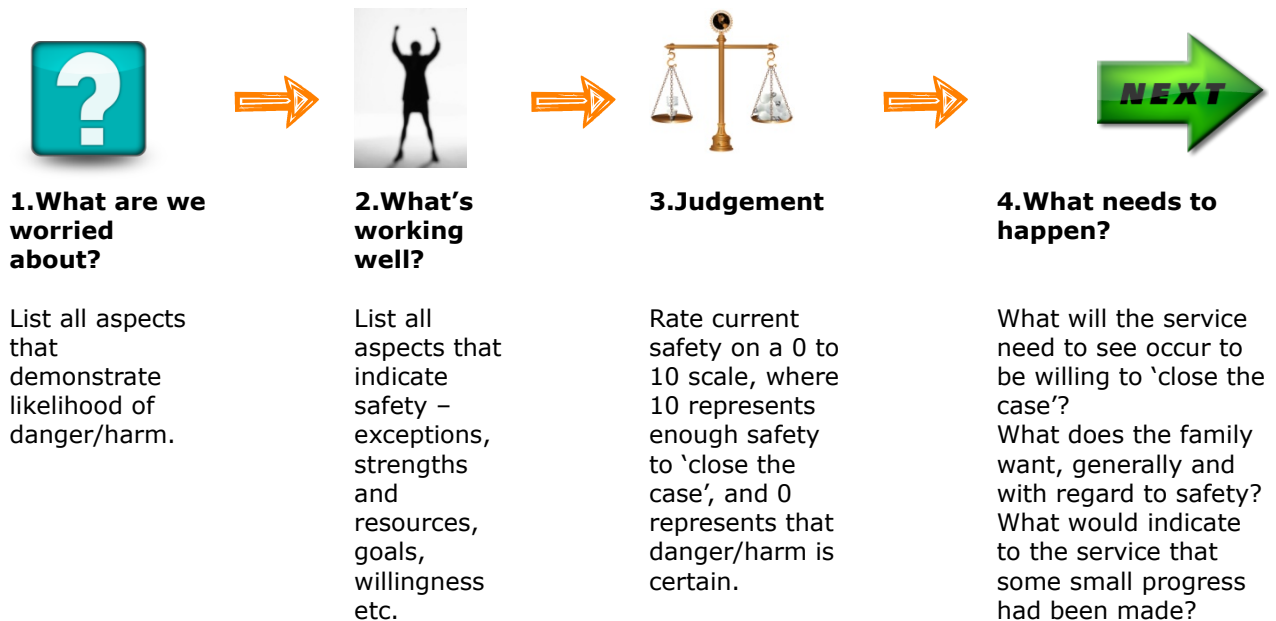 ?
NEXT
1.What are we
worried
about?
List all aspects
that
demonstrate
likelihood of
danger/harm.
2.What’s
working
well?
List all
aspects that
indicate
safety –
exceptions,
strengths
and
resources,
goals,
willingness
etc.
3.Judgement
Rate current
safety on a 0 to
10 scale, where
10 represents
enough safety
to ‘close the
case’, and 0
represents that
danger/harm is
certain.
4.What needs to
happen?
What will the service
need to see occur to
be willing to ‘close the
case’?
What does the family
want, generally and
with regard to safety?
What would indicate
to the service that
some small progress
had been made?